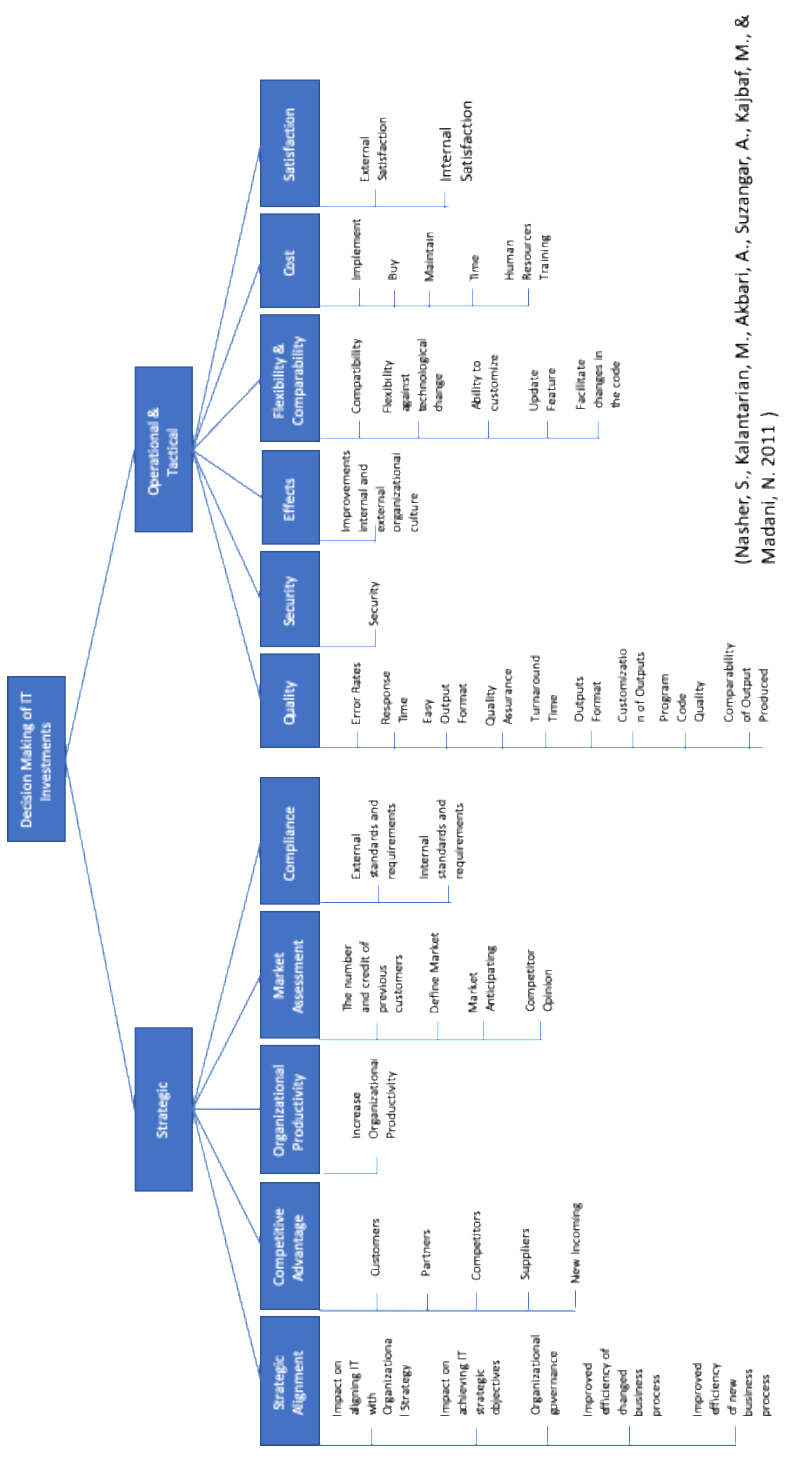 Decision Making of IT
Investments
Strategic
Operational &
Tactical
Strategic
Alignment
Impact on
aligning IT
with
Organizationa
l Strategy
Impact on
achieving IT
strategic
objectives
Organizational
governance
Improved
efficiency of
changed
business
process
Improved
efficiency
of new
business
process
Competitive
Advantage
Customers
Partners
Competitors
Suppliers
New Incoming
Organizational
Productivity
Increase
Organizational
Productivity
Market
Assessment
The number
and credit of
previous
customers
Define Market
Market
Anticipating
Competitor
Opinion
Compliance
External
standards and
requirements
Internal
standards and
requirements
Quality
Error Rates
Response
Time
Easy
Output
Format
Quality
Assurance
Turnaround
Time
Outputs
Format
Customizatio
n of Outputs
Program
Code
Quality
Comparability
of Output
Produced
Security
Security
Effects
Improvements
internal and
external
organizational
culture
Flexibility &
Comparability
Compatibility
Flexibility
against
technological
change
Ability to
customize
Update
Feature
Facilitate
changes in
the code
Cost
Implement
Buy
Maintain
Time
Human
Resources
Training
Satisfaction
External
Satisfaction
Internal
Satisfaction
(Nasher, S., Kalantarian, M., Akbari, A., Suzangar, A., Kajbaf, M., &
Madani, N. 2011 )